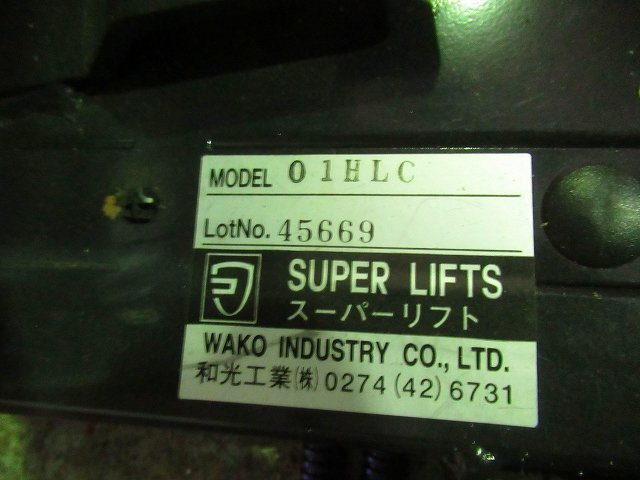 MODEL 01HLC
LotNo. 45669
SUPER LIFTS
スーパーリフト
WAKO INDUSTRY CO., LTD.
和光工業㈱ 0274 (42) 6731